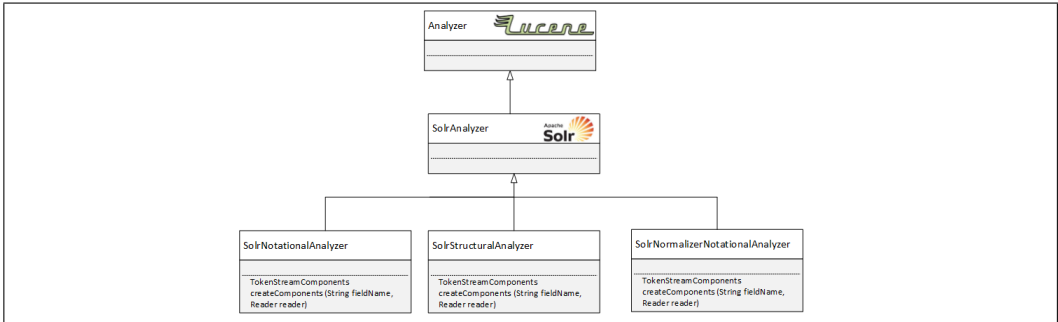 Analyzer
Lucene
SolrAnalyzer
Apache
Solr
SolrNotationalAnalyzer
SolrStructuralAnalyzer
SolrNormalizerNotationalAnalyzer
TokenStreamComponents
createComponents (String fieldName,
Reader reader)
TokenStreamComponents
createComponents (String fieldName,
Reader reader)
TokenStreamComponents
createComponents (String fieldName,
Reader reader)